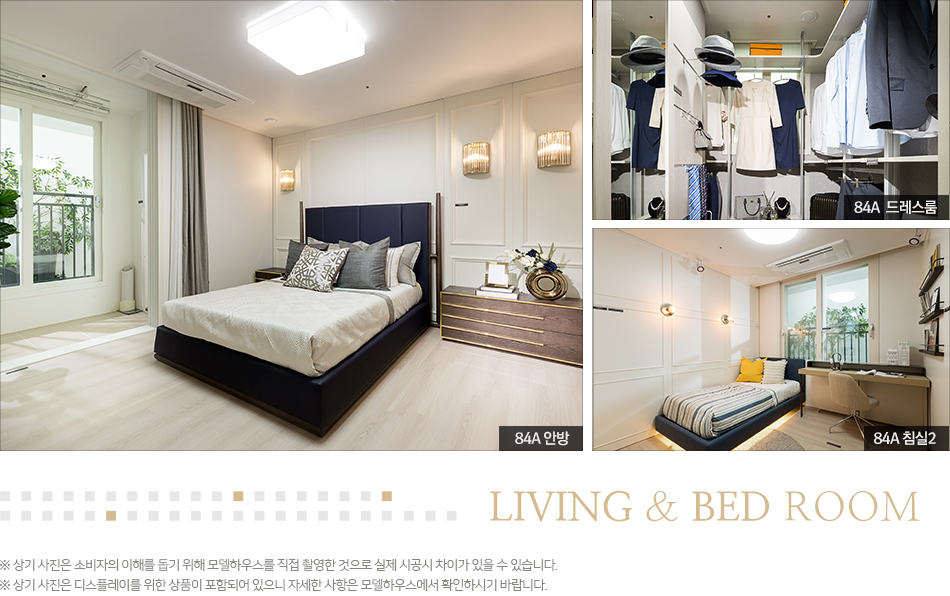 84A 드레스룸
84A 안방
84A 침실2
LIVING & BED ROOM
※ 상기 사진은 소비자의 이해를 돕기 위해 모델하우스를 직접 촬영한 것으로 실제 시공시 차이가 있을 수 있습니다.
※ 상기 사진은 디스플레이를 위한 상품이 포함되어 있으니 자세한 사항은 모델하우스에서 확인하시기 바랍니다.